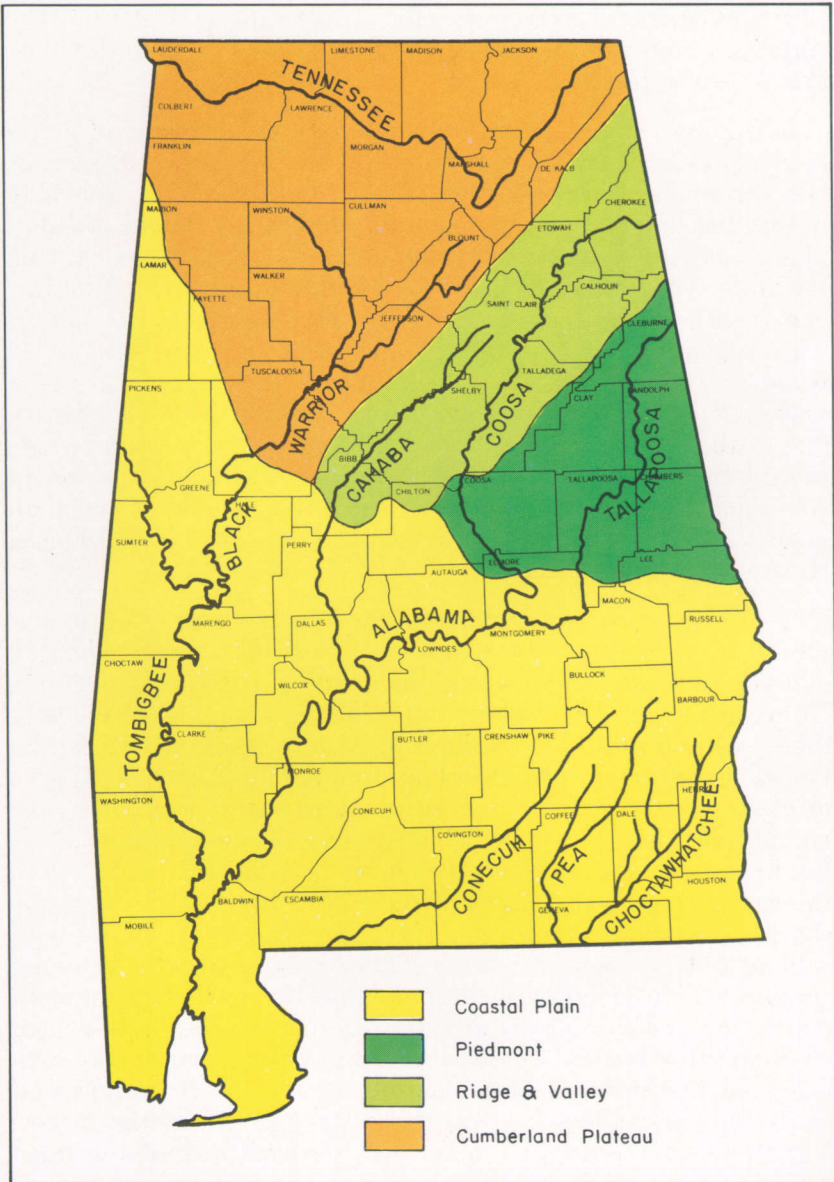 LAUDERDALE
LIMESTONE
MADISON
JACKSON
TENNESSEE
COLBERT
LAWRENCE
FRANKLIN
MORGAN
MARSHALL
DE KALB
MARION
WINSTON
CULLMAN
CHEROKEE
ETOWAH
BLOUNT
LAMAR
WALKER
CALHOUN
FAYETTE
SAINT CLAIR
JEFFERSON
CLEBURNE
TUSCALOOSA
TALLADEGA
PICKENS
SHELBY
CLAY
RANDOLPH
WARRIOR
COOSA
BIBB
CAHABA
TALLAPOOSA
GREENE
CHILTON
COOSA
TALLAPOOSA
CHAMBERS
HALE
BLACK
SUMTER
PERRY
ELMORE
LEE
AUTAUGA
MACON
MARENGO
DALLAS
ALABAMA
RUSSELL
MONTGOMERY
LOWNDES
CHOCTAW
BULLOCK
WILCOX
BARBOUR
TOMBIGBEE
CLARKE
BUTLER
CRENSHAW
PIKE
MONROE
HENRY
WASHINGTON
CONECUH
COFFEE
DALE
COVINGTON
CONECUH
PEA
CHOCTAWHATCHEE
HOUSTON
BALDWIN
ESCAMBIA
GENEVA
MOBILE
Coastal Plain
Piedmont
Ridge & Valley
Cumberland Plateau